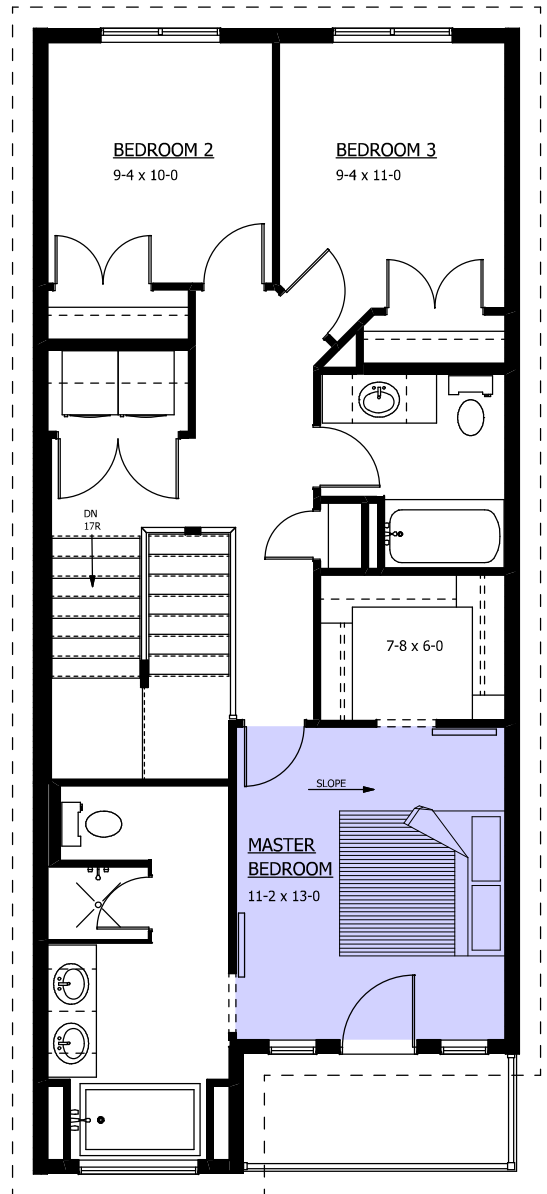 BEDROOM 2
9-4 x 10-0
BEDROOM 3
9-4 x 11-0
DN
17R
7-8 x 6-0
SLOPE
MASTER
BEDROOM
11-2 x 13-0